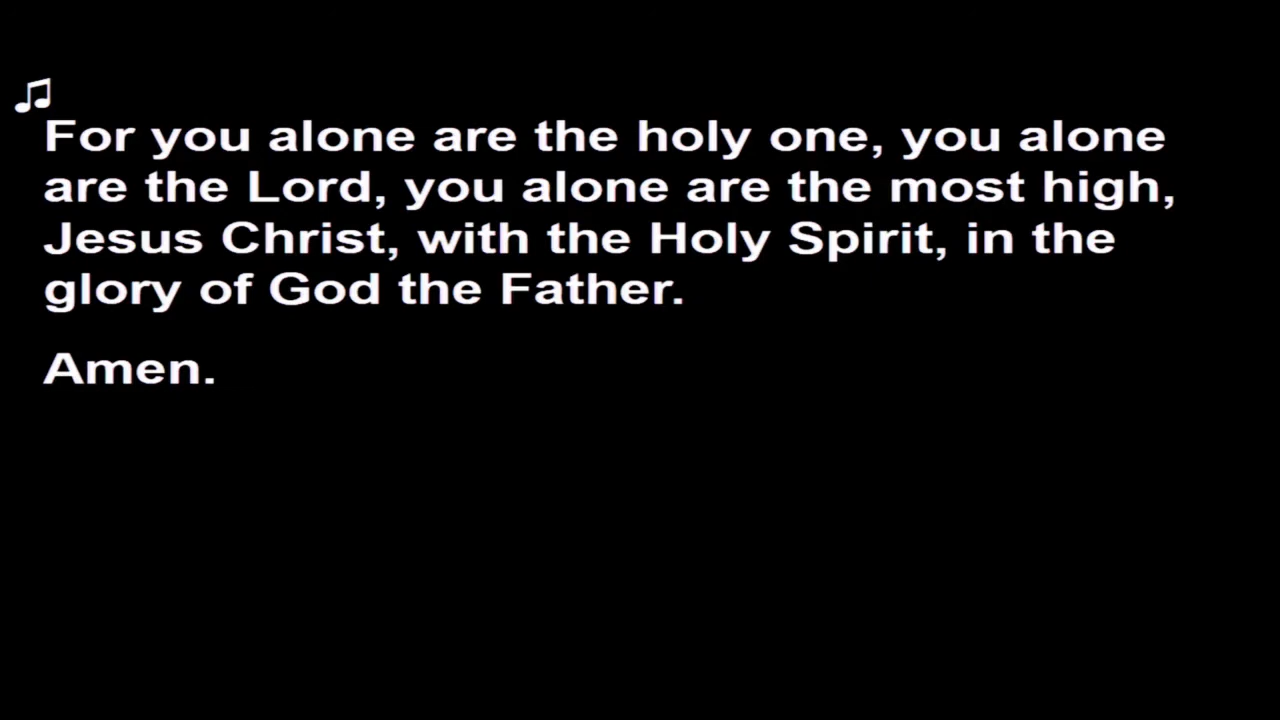 ♫
For you alone are the holy one, you alone
are the Lord, you alone are the most high,
Jesus Christ, with the Holy Spirit, in the
glory of God the Father.
Amen.